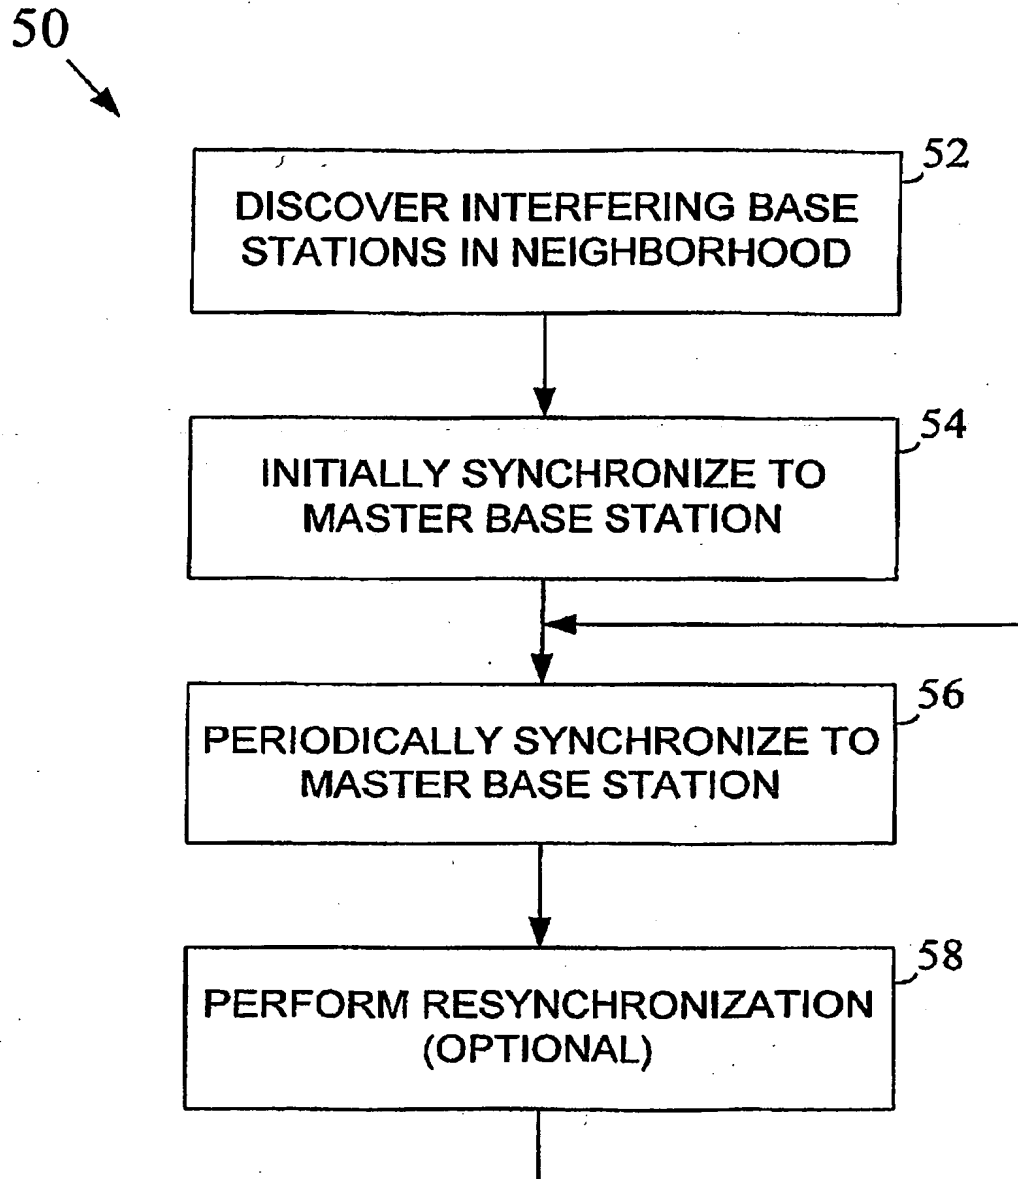 50
52
DISCOVER INTERFERING BASE
STATIONS IN NEIGHBORHOOD
54
INITIALLY SYNCHRONIZE TO
MASTER BASE STATION
56
PERIODICALLY SYNCHRONIZE TO
MASTER BASE STATION
58
PERFORM RESYNCHRONIZATION
(OPTIONAL)